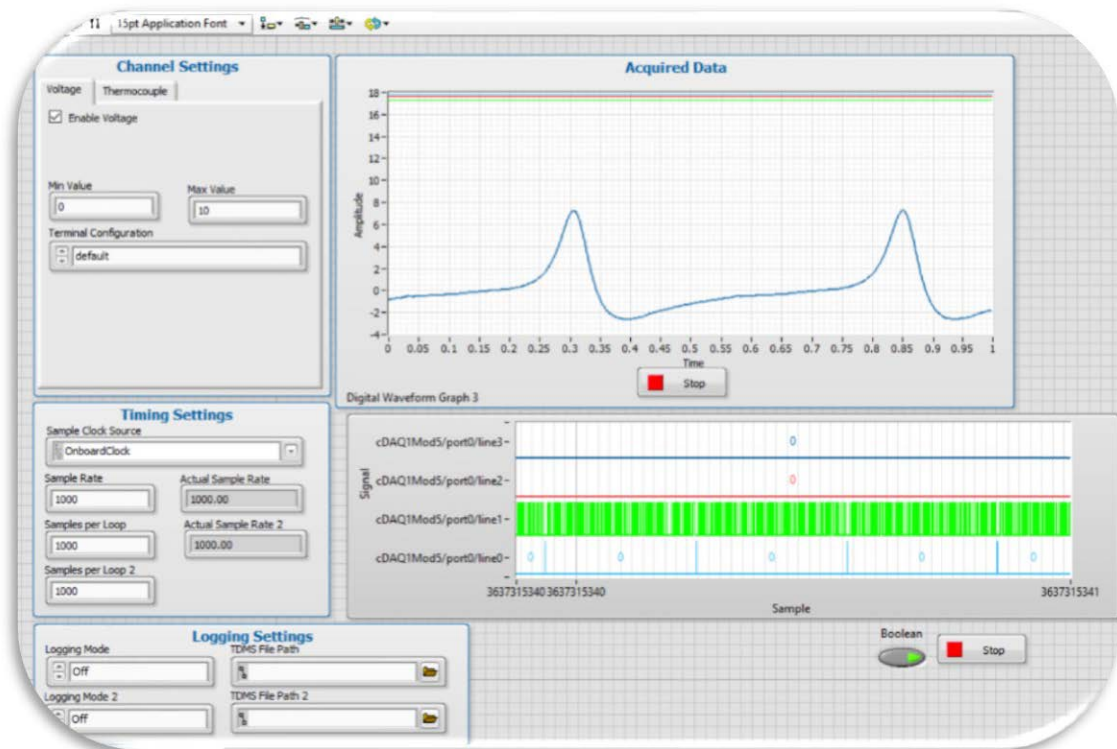 15pt Application Font
Channel Settings
Voltage Thermocouple
Enable Voltage
Min Value Max Value
0 10
Terminal Configuration
default
Acquired Data
Amplitude
18
16
14
12
10
8
6
4
2
0
-2
-4
0 0.05 0.1 0.15 0.2 0.25 0.3 0.35 0.4 0.45 0.5 0.55 0.6 0.65 0.7 0.75 0.8 0.85 0.9 0.95 1
Time
Stop
Timing Settings
Sample Clock Source
OnboardClock
Sample Rate Actual Sample Rate
1000 1000.00
Samples per Loop Actual Sample Rate 2
1000 1000.00
Samples per Loop 2
1000
Digital Waveform Graph 3
Signal
cDAQ1Mod5/port0/line3 0
cDAQ1Mod5/port0/line2 0
cDAQ1Mod5/port0/line1
cDAQ1Mod5/port0/line0 0 0 0 0 0
3637315340 3637315340 3637315341
Sample
Logging Settings
Logging Mode TDMS File Path
Off
Logging Mode 2 TDMS File Path 2
Off
Boolean
Stop